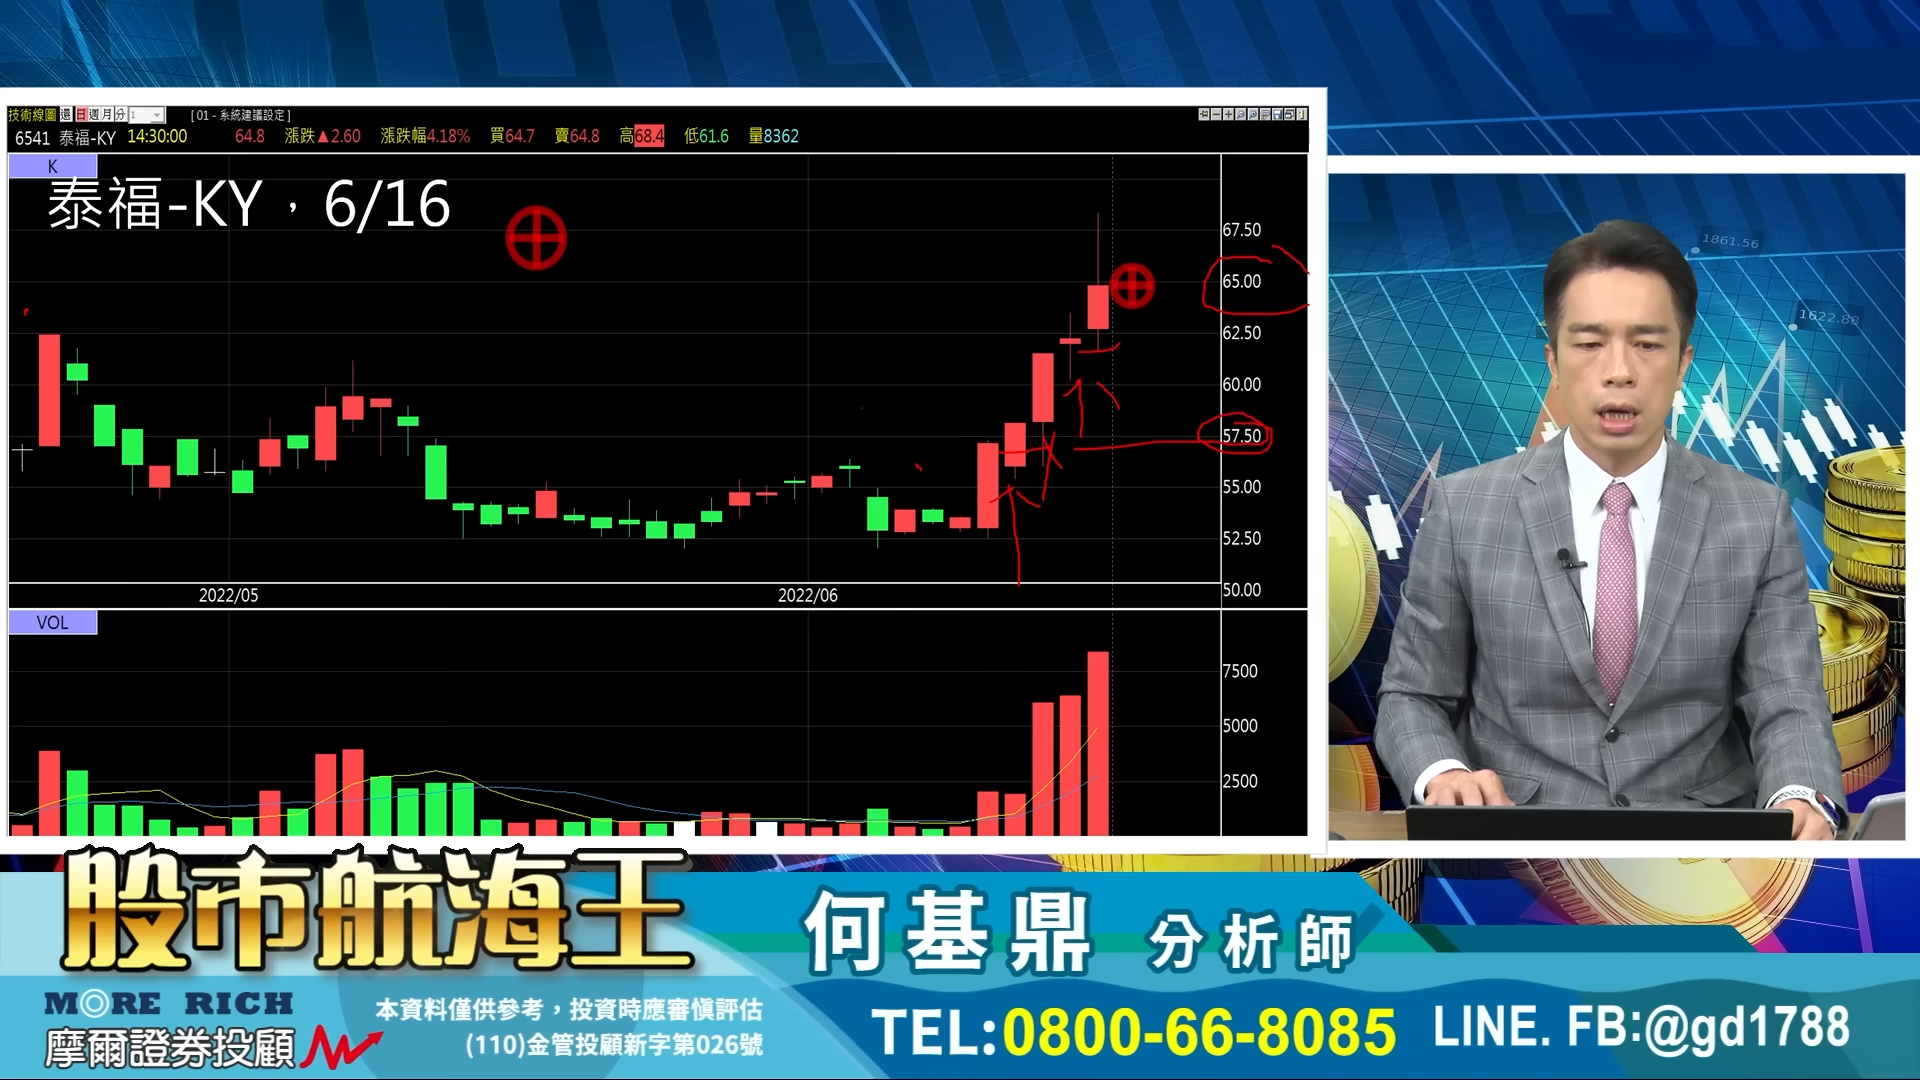 技術線圖 還 日 週 月 分 1 [ 01 - 系統建議設定 ]
6541 泰福-KY 14:30:00 64.8 漲跌▲2.60 漲跌幅4.18% 買64.7 賣64.8 高68.4 低61.6 量8362
K
泰福-KY，6/16
67.50
65.00
62.50
60.00
57.50
55.00
52.50
50.00
2022/05 2022/06
VOL
7500
5000
2500
1861.56
1622.88
股市航海王
何基鼎 分析師
MORE RICH
摩爾證券投顧
本資料僅供參考，投資時應審慎評估
(110)金管投顧新字第026號
TEL:0800-66-8085
LINE. FB:@gd1788